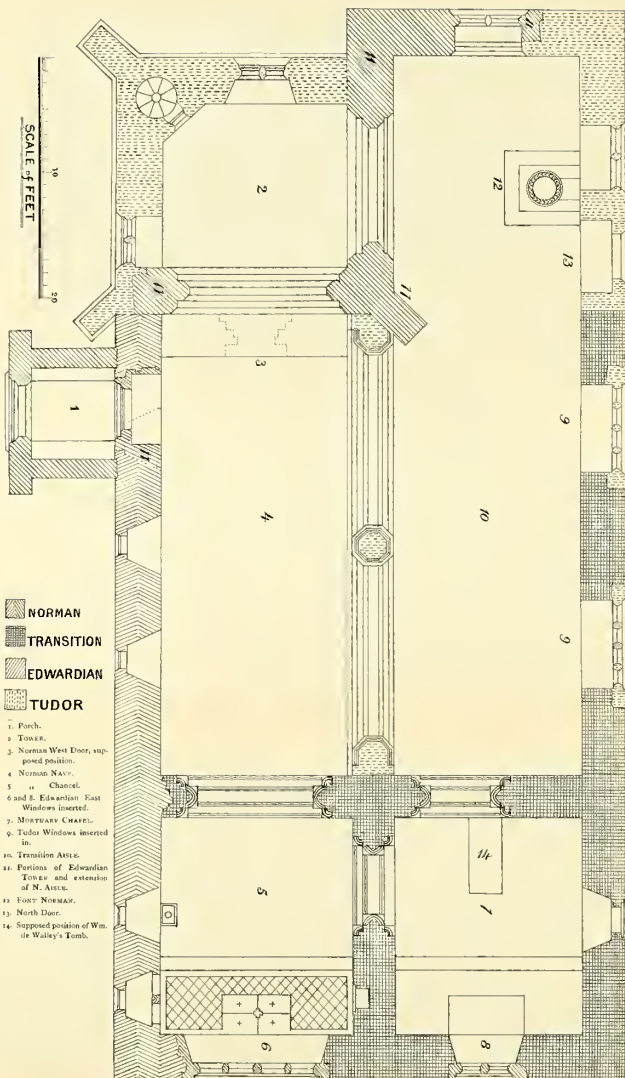 SCALE of FEET
10
20
11
11
2
12
13
11
11
3
1
11
9
4
10
9
NORMAN
TRANSITION
EDWARDIAN
TUDOR
1. Porch.
2 TOWER.
3. Norman West Door, sup-
posed position.
4 Norman NAVE.
5 „ Chancel.
6 and 8. Edwardian East
Windows inserted.
7. MORTUARY CHAPEL.
9. Tudor Windows inserted
in.
10. Transition AISLE.
11. Portions of Edwardian
TOWER and extension
of N. AISLE.
12 FONT NORMAN.
13. North Door.
14. Supposed position of Wm.
de Walley's Tomb.
14
5
7
6
8